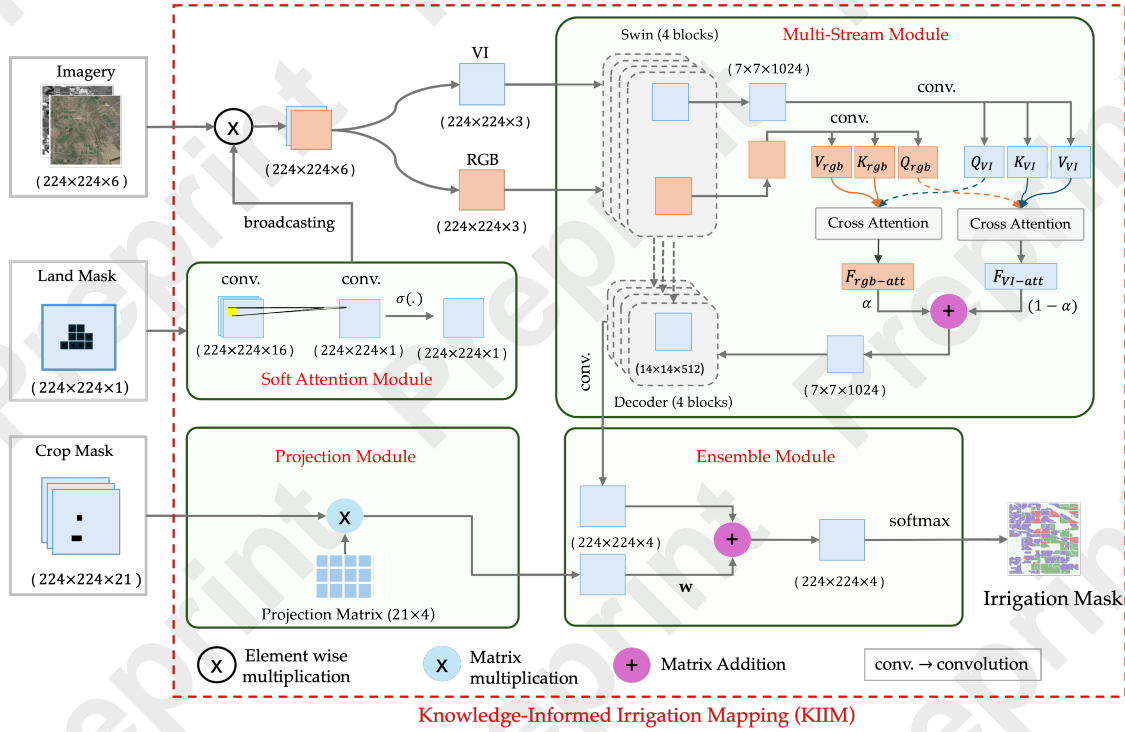 Imagery
(224×224×6)
Land Mask
(224×224×1)
Crop Mask
(224×224×21)
X
(224×224×6)
broadcasting
VI
(224×224×3)
RGB
(224×224×3)
Multi-Stream Module
Swin (4 blocks)
(7×7×1024)
conv.
conv.
V_rgb K_rgb Q_rgb Q_VI K_VI V_VI
Cross Attention Cross Attention
F_rgb−att F_VI−att
α + (1 − α)
(14×14×512)
(7×7×1024)
Decoder (4 blocks)
conv.
conv. conv. σ(.)
(224×224×16) (224×224×1) (224×224×1)
Soft Attention Module
Projection Module
X
Projection Matrix (21×4)
Ensemble Module
(224×224×4)
+
w
(224×224×4)
softmax
Irrigation Mask
X Element wise
multiplication
X Matrix
multiplication
+ Matrix Addition
conv. → convolution
Knowledge-Informed Irrigation Mapping (KIIM)
Preprint